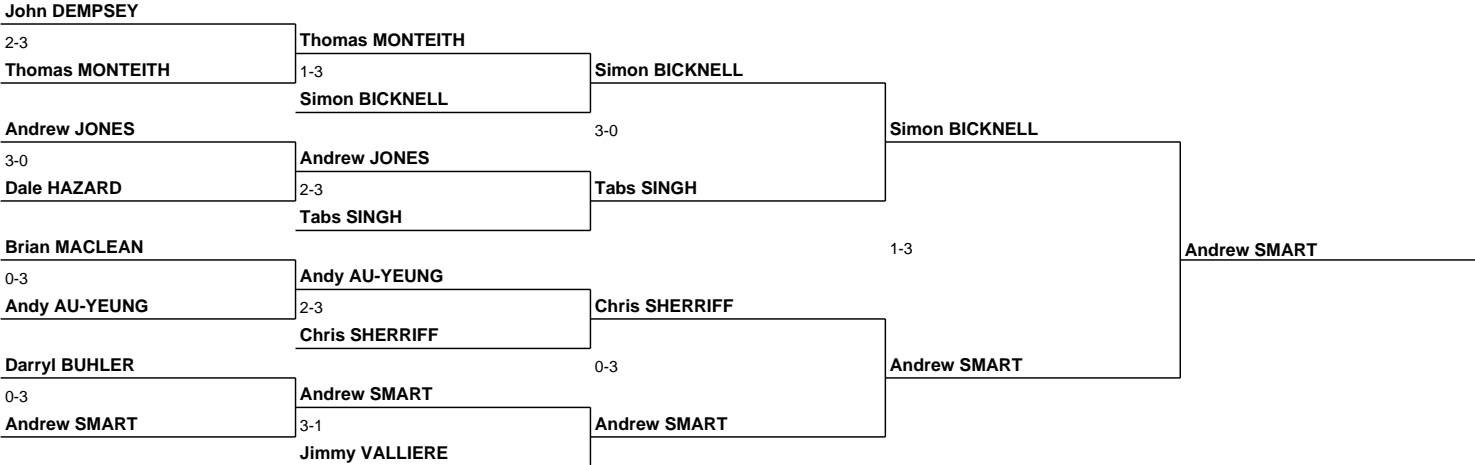 John DEMPSEY
2-3
Thomas MONTEITH
Andrew JONES
3-0
Dale HAZARD
Brian MACLEAN
0-3
Andy AU-YEUNG
Darryl BUHLER
0-3
Andrew SMART
Thomas MONTEITH
1-3
Simon BICKNELL
Andrew JONES
2-3
Tabs SINGH
Andy AU-YEUNG
2-3
Chris SHERRIFF
Andrew SMART
3-1
Jimmy VALLIERE
Simon BICKNELL
3-0
Tabs SINGH
Chris SHERRIFF
0-3
Andrew SMART
Simon BICKNELL
1-3
Andrew SMART
Andrew SMART